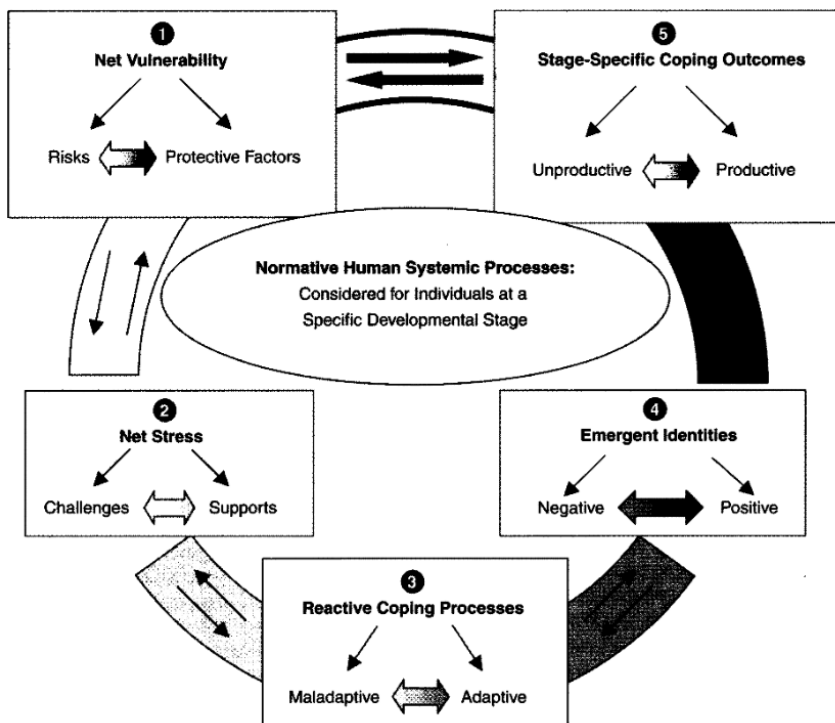 1
Net Vulnerability
Risks Protective Factors
5
Stage-Specific Coping Outcomes
Unproductive Productive
Normative Human Systemic Processes:
Considered for Individuals at a
Specific Developmental Stage
2
Net Stress
Challenges Supports
4
Emergent Identities
Negative Positive
3
Reactive Coping Processes
Maladaptive Adaptive